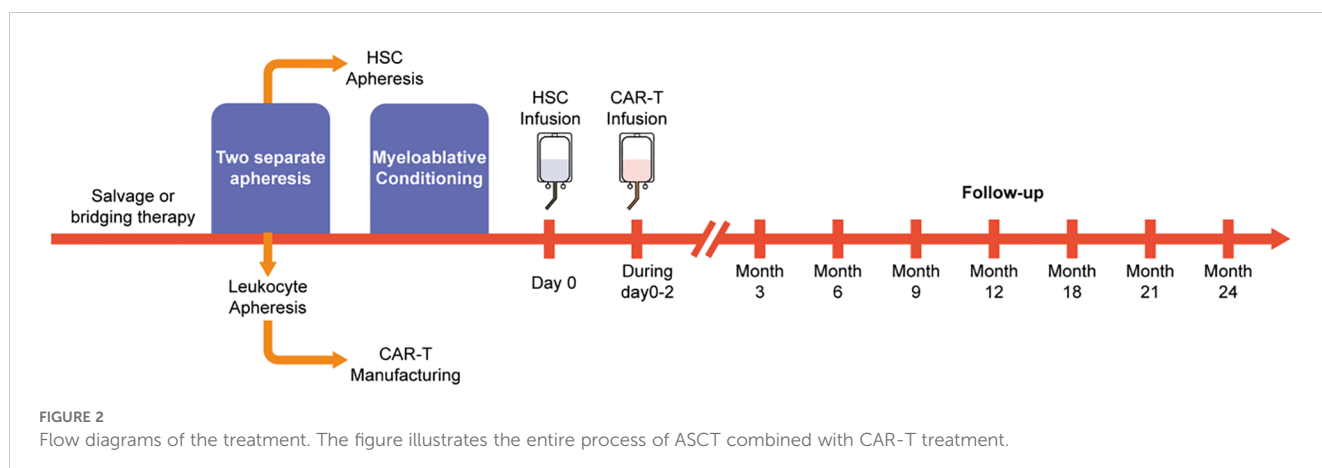 HSC
Apheresis
Two separate
apheresis
Myeloablative
Conditioning
HSC
Infusion
CAR-T
Infusion
Salvage or
bridging therapy
Follow-up
Leukocyte
Apheresis
CAR-T
Manufacturing
Day 0
During
day0-2
Month
3
Month
6
Month
9
Month
12
Month
18
Month
21
Month
24
FIGURE 2
Flow diagrams of the treatment. The figure illustrates the entire process of ASCT combined with CAR-T treatment.